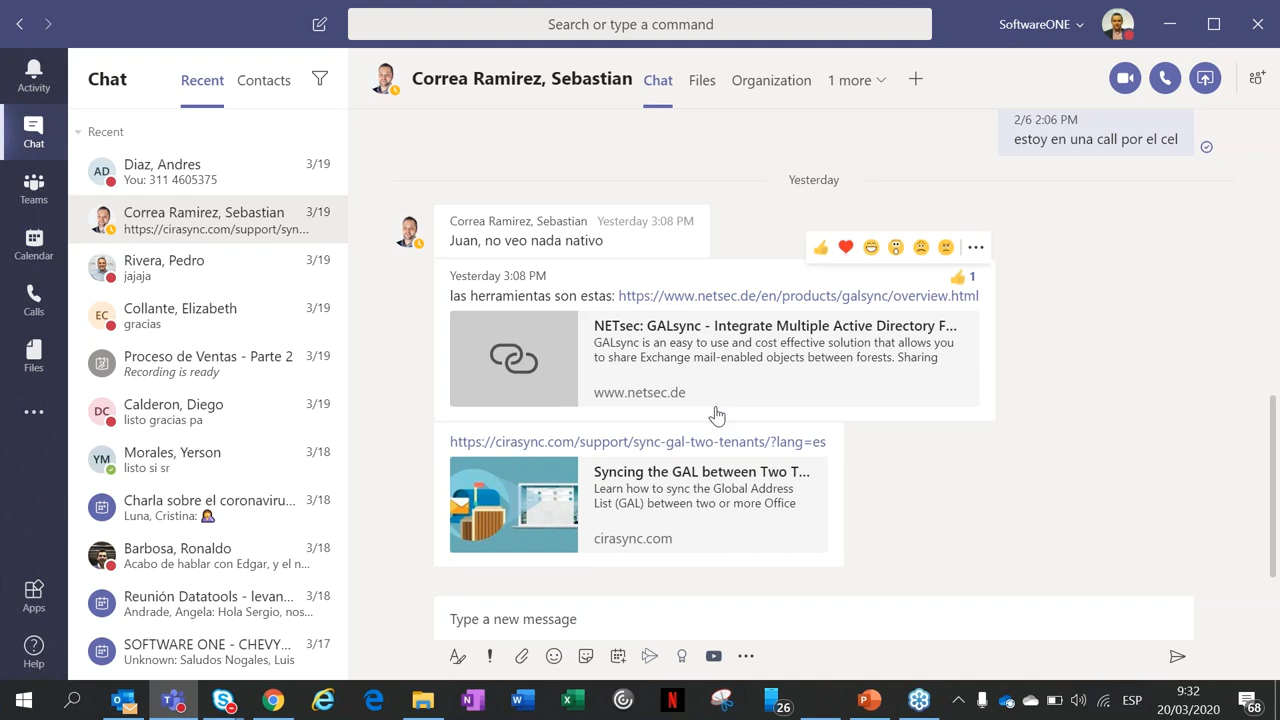 Search or type a command
SoftwareONE
Activity
Chat
Teams
Calendar
Calls
Files
Apps
Help
Chat
Recent
Contacts
Recent
Diaz, Andres
3/19
You: 311 4605375
Correa Ramirez, Sebastian
3/19
https://cirasync.com/support/syn...
Rivera, Pedro
3/19
jajaja
Collante, Elizabeth
3/19
EC
gracias
Proceso de Ventas - Parte 2
3/19
Recording is ready
Calderon, Diego
3/19
DC
listo gracias pa
Morales, Yerson
3/18
YM
listo si sr
Charla sobre el coronaviru...
3/18
Luna, Cristina:
Barbosa, Ronaldo
3/18
Acabo de hablar con Edgar, y el n...
Reunión Datatools - levan...
3/18
Andrade, Angela: Hola Sergio, nos...
SOFTWARE ONE - CHEVY...
3/17
Unknown: Saludos Nogales, Luis
AD
Correa Ramirez, Sebastian
Chat
Files
Organization
1 more
2/6 2:06 PM
estoy en una call por el cel
Yesterday
Correa Ramirez, Sebastian Yesterday 3:08 PM
Juan, no veo nada nativo
Yesterday 3:08 PM
1
las herramientas son estas: https://www.netsec.de/en/products/galsync/overview.html
NETsec: GALsync - Integrate Multiple Active Directory F...
GALsync is an easy to use and cost effective solution that allows you
to share Exchange mail-enabled objects between forests. Sharing
www.netsec.de
https://cirasync.com/support/sync-gal-two-tenants/?lang=es
Syncing the GAL between Two T...
Learn how to sync the Global Address
List (GAL) between two or more Office
cirasync.com
Type a new message
26
ESP
9:32
20/03/2020
68